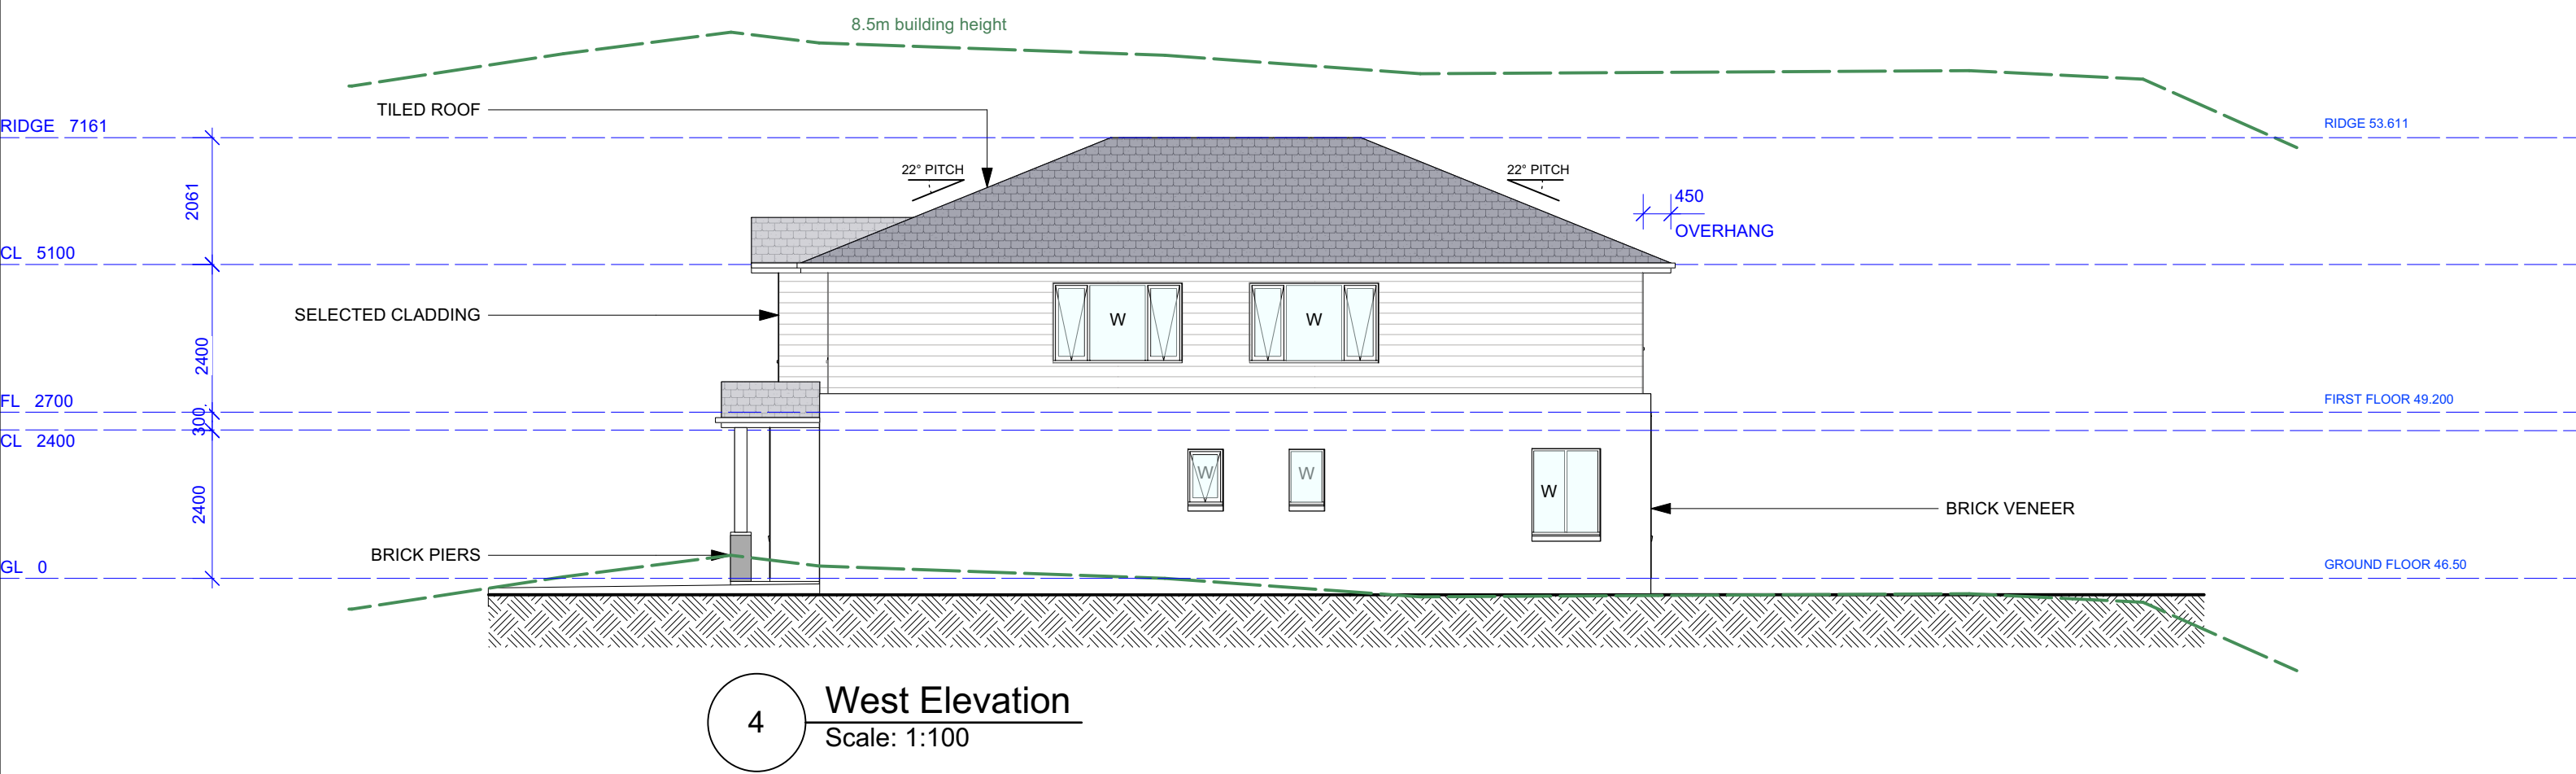 8.5m building height
TILED ROOF
RIDGE 7161
RIDGE 53.611
22° PITCH
22° PITCH
2061
450
OVERHANG
CL 5100
SELECTED CLADDING
W
W
2400
FL 2700
FIRST FLOOR 49.200
300
CL 2400
W
W
W
2400
BRICK VENEER
BRICK PIERS
GL 0
GROUND FLOOR 46.50
4
West Elevation
Scale: 1:100